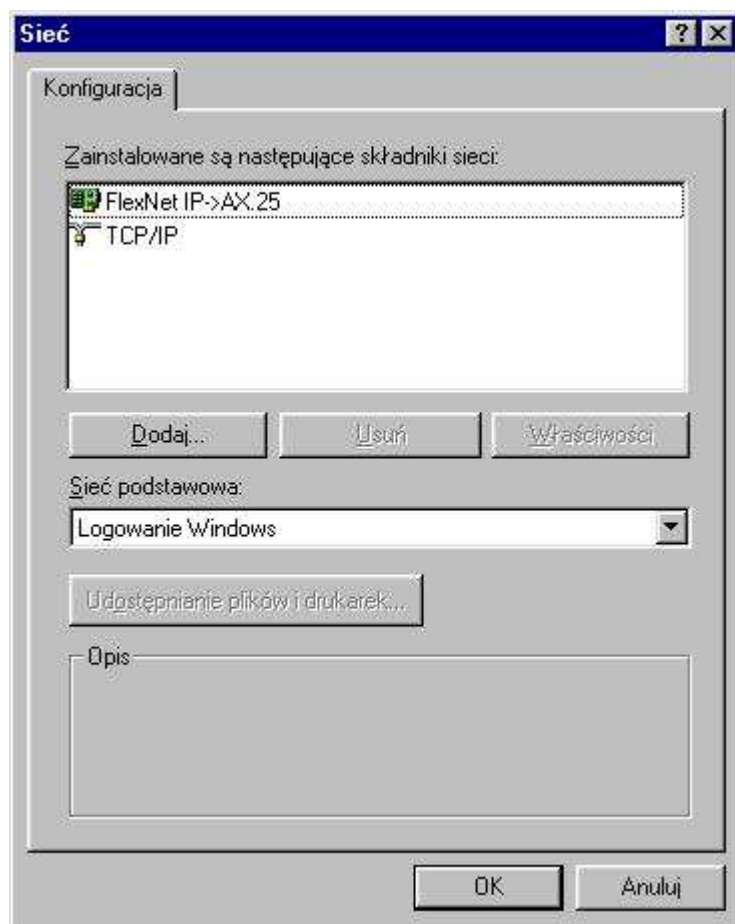 Sieć
Konfiguracja
Zainstalowane są następujące składniki sieci:
FlexNet IP->AX.25
TCP/IP
Dodaj... Usuń Właściwości
Sieć podstawowa:
Logowanie Windows
Udostępnianie plików i drukarek...
Opis
OK Anuluj